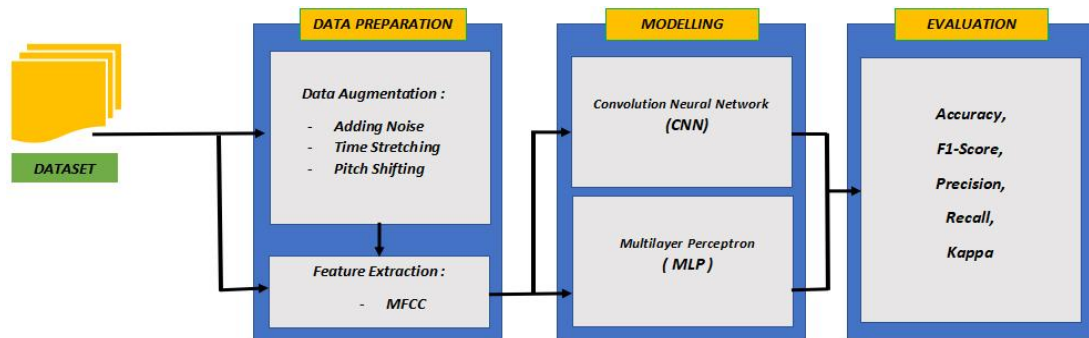 DATASET
DATA PREPARATION
Data Augmentation :
- Adding Noise
- Time Stretching
- Pitch Shifting
Feature Extraction :
- MFCC
MODELLING
Convolution Neural Network
(CNN)
Multilayer Perceptron
( MLP )
EVALUATION
Accuracy,
F1-Score,
Precision,
Recall,
Kappa